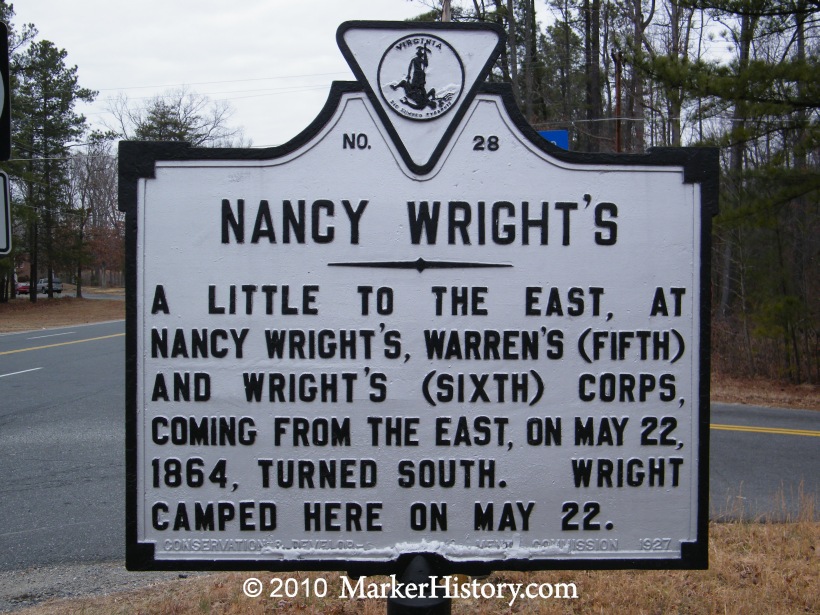 VIRGINIA
NO. 28
NANCY WRIGHT'S
A LITTLE TO THE EAST, AT
NANCY WRIGHT'S, WARREN'S (FIFTH)
AND WRIGHT'S (SIXTH) CORPS,
COMING FROM THE EAST, ON MAY 22,
1864, TURNED SOUTH. WRIGHT
CAMPED HERE ON MAY 22.
CONSERVATION & DEVELOPMENT COMMISSION 1927
© 2010 MarkerHistory.com